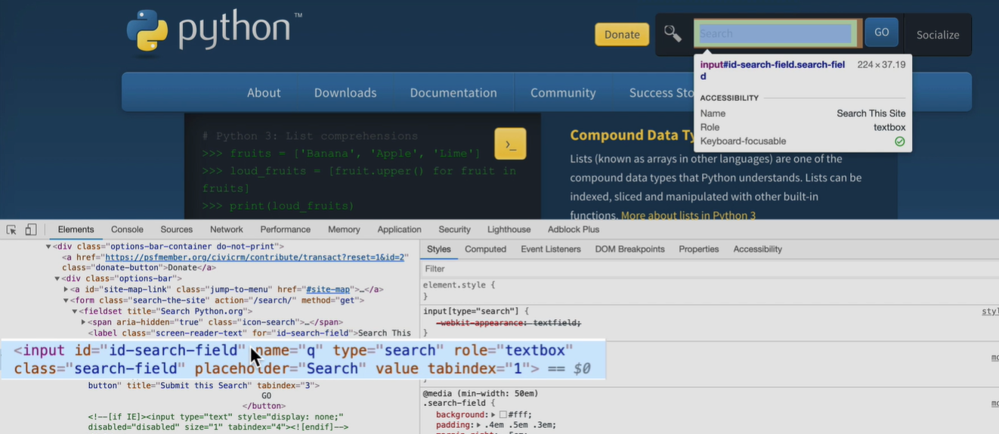 python™
Donate
Search
GO
Socialize
About
Downloads
Documentation
Community
Success Sto
input#id-search-field.search-fiel
d
224 × 37.19
ACCESSIBILITY
Name
Search This Site
Role
textbox
Keyboard-focusable
# Python 3: List comprehensions
>>> fruits = ['Banana', 'Apple', 'Lime']
>>> loud_fruits = [fruit.upper() for fruit in
fruits]
>>> print(loud_fruits)
>_
Compound Data Ty
Lists (known as arrays in other languages) are one of the
compound data types that Python understands. Lists can be
indexed, sliced and manipulated with other built-in
functions. More about lists in Python 3
Elements
Console
Sources
Network
Performance
Memory
Application
Security
Lighthouse
Adblock Plus
<div class="options-bar-container do-not-print">
<a href="https://psfmember.org/civicrm/contribute/transact?reset=1&id=2"
class="donate-button">Donate</a>
<div class="options-bar">
<a id="site-map-link" class="jump-to-menu" href="#site-map">…</a>
<form class="search-the-site" action="/search/" method="get">
<fieldset title="Search Python.org">
<span aria-hidden="true" class="icon-search">…</span>
<label class="screen-reader-text" for="id-search-field">Search This
<input id="id-search-field" name="q" type="search" role="textbox"
class="search-field" placeholder="Search" value tabindex="1"> == $0
button" title="Submit this Search" tabindex="3">
GO
</button>
<!--[if IE]><input type="text" style="display: none;"
disabled="disabled" size="1" tabindex="4"><![endif]-->
Styles
Computed
Event Listeners
DOM Breakpoints
Properties
Accessibility
Filter
element.style {
}
input[type="search"] {
styl
-webkit-appearance: textfield;
}
mo
}
@media (min-width: 50em)
.search-field {
mo
background: #fff;
padding: .4em .5em .3em;